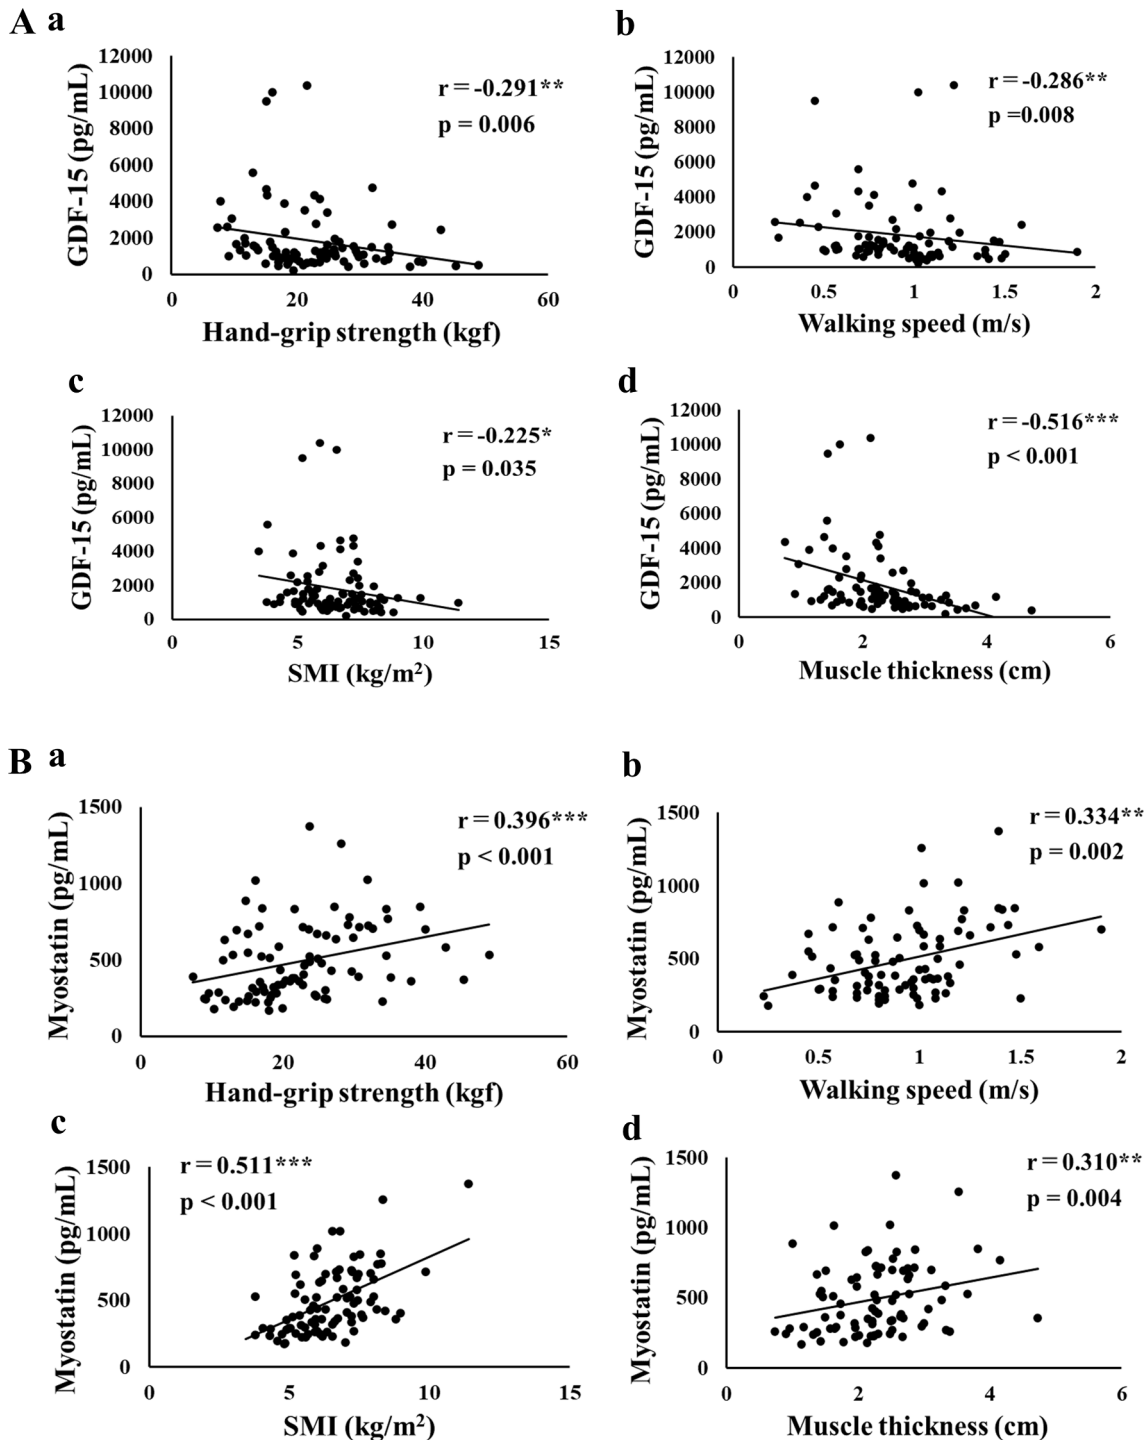 A a
12000
10000
8000
6000
4000
2000
0
GDF-15 (pg/mL)
r = -0.291**
p = 0.006
0 20 40 60
Hand-grip strength (kgf)
b
12000
10000
8000
6000
4000
2000
0
GDF-15 (pg/mL)
r = -0.286**
p =0.008
0 0.5 1 1.5 2
Walking speed (m/s)
c
12000
10000
8000
6000
4000
2000
0
GDF-15 (pg/mL)
r = -0.225*
p = 0.035
0 5 10 15
SMI (kg/m²)
d
12000
10000
8000
6000
4000
2000
0
GDF-15 (pg/mL)
r = -0.516***
p < 0.001
0 2 4 6
Muscle thickness (cm)
B a
1500
1000
500
0
Myostatin (pg/mL)
r = 0.396***
p < 0.001
0 20 40 60
Hand-grip strength (kgf)
b
1500
1000
500
0
Myostatin (pg/mL)
r = 0.334**
p = 0.002
0 0.5 1 1.5 2
Walking speed (m/s)
c
1500
1000
500
0
Myostatin (pg/mL)
r = 0.511***
p < 0.001
0 5 10 15
SMI (kg/m²)
d
1500
1000
500
0
Myostatin (pg/mL)
r = 0.310**
p = 0.004
0 2 4 6
Muscle thickness (cm)